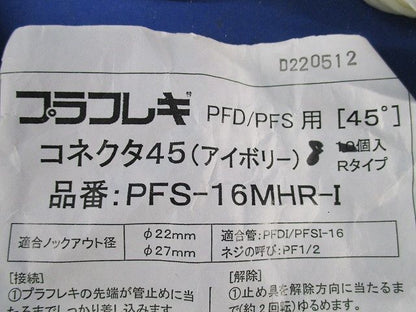 D220512
プラフレキ PFD/PFS 用 [45°]
コネクタ45(アイボリー) 8 個入
Rタイプ
品番:PFS-16MHR-I
適合ノックアウト径 φ22mm 適合管:PFDI/PFSI-16
φ27mm ネジの呼び:PF1/2
[接続] [解除]
①プラフレキの先端が管止めに当 ①止め具を解除方向に当たるま
たるまでしっかり差し込みます。 で(約2回転)ゆるめます。